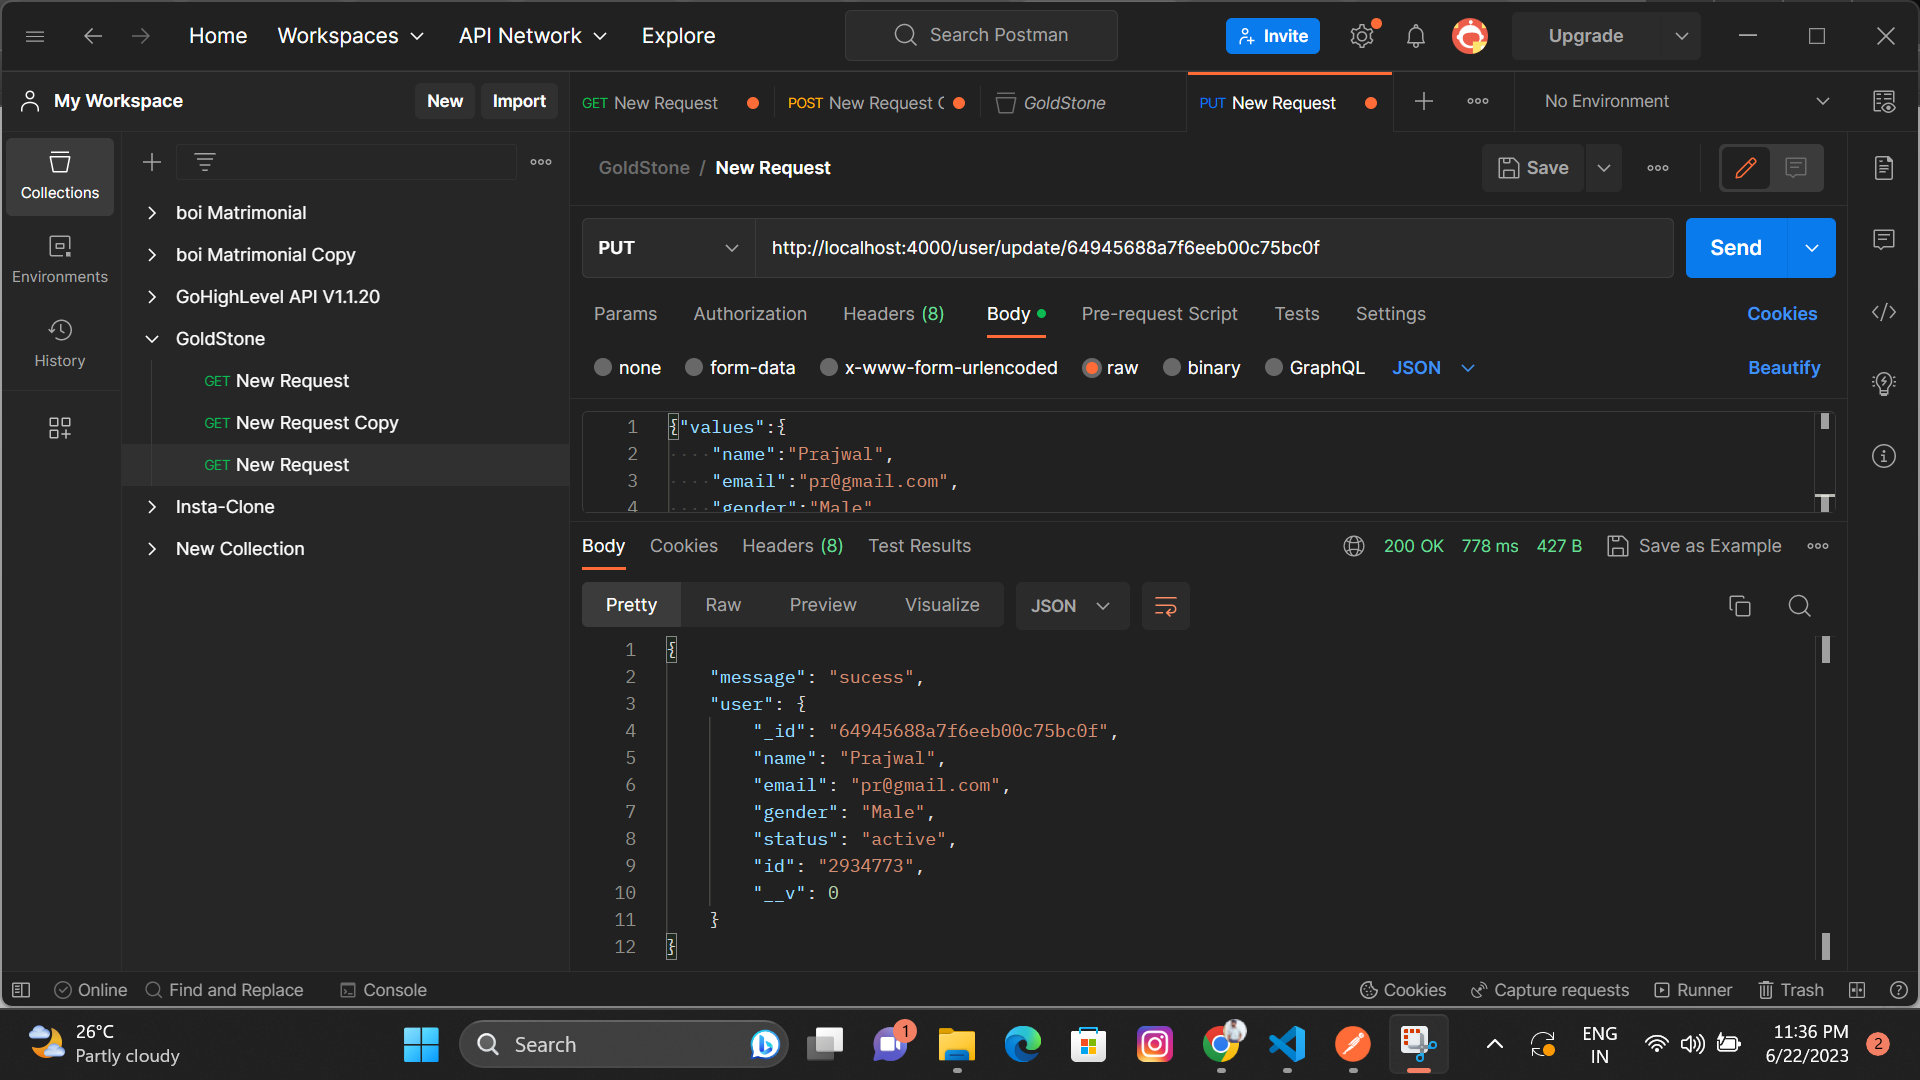 Home Workspaces API Network Explore Search Postman Invite Upgrade
My Workspace New Import GET New Request POST New Request C GoldStone PUT New Request No Environment
GoldStone / New Request Save
Collections
Environments
History
boi Matrimonial
boi Matrimonial Copy
GoHighLevel API V1.1.20
GoldStone
GET New Request
GET New Request Copy
GET New Request
Insta-Clone
New Collection
PUT http://localhost:4000/user/update/64945688a7f6eeb00c75bc0f Send
Params Authorization Headers (8) Body Pre-request Script Tests Settings Cookies
none form-data x-www-form-urlencoded raw binary GraphQL JSON Beautify
1 {"values":{
2 "name":"Prajwal",
3 "email":"pr@gmail.com",
4 "gender":"Male"
Body Cookies Headers (8) Test Results 200 OK 778 ms 427 B Save as Example
Pretty Raw Preview Visualize JSON
1 {
2 "message": "sucess",
3 "user": {
4 "_id": "64945688a7f6eeb00c75bc0f",
5 "name": "Prajwal",
6 "email": "pr@gmail.com",
7 "gender": "Male",
8 "status": "active",
9 "id": "2934773",
10 "__v": 0
11 }
12 }
Online Find and Replace Console Cookies Capture requests Runner Trash
26°C
Partly cloudy
Search
1
ENG
IN
11:36 PM
6/22/2023
2